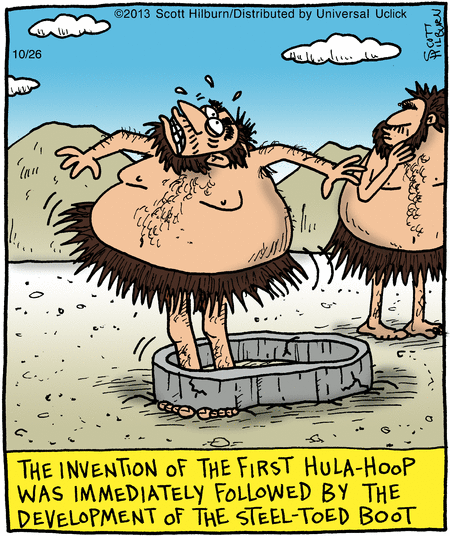 ©2013 Scott Hilburn/Distributed by Universal Uclick
10/26
SCOTT
HILBURN
THE INVENTION OF THE FIRST HULA-HOOP
WAS IMMEDIATELY FOLLOWED BY THE
DEVELOPMENT OF THE STEEL-TOED BOOT